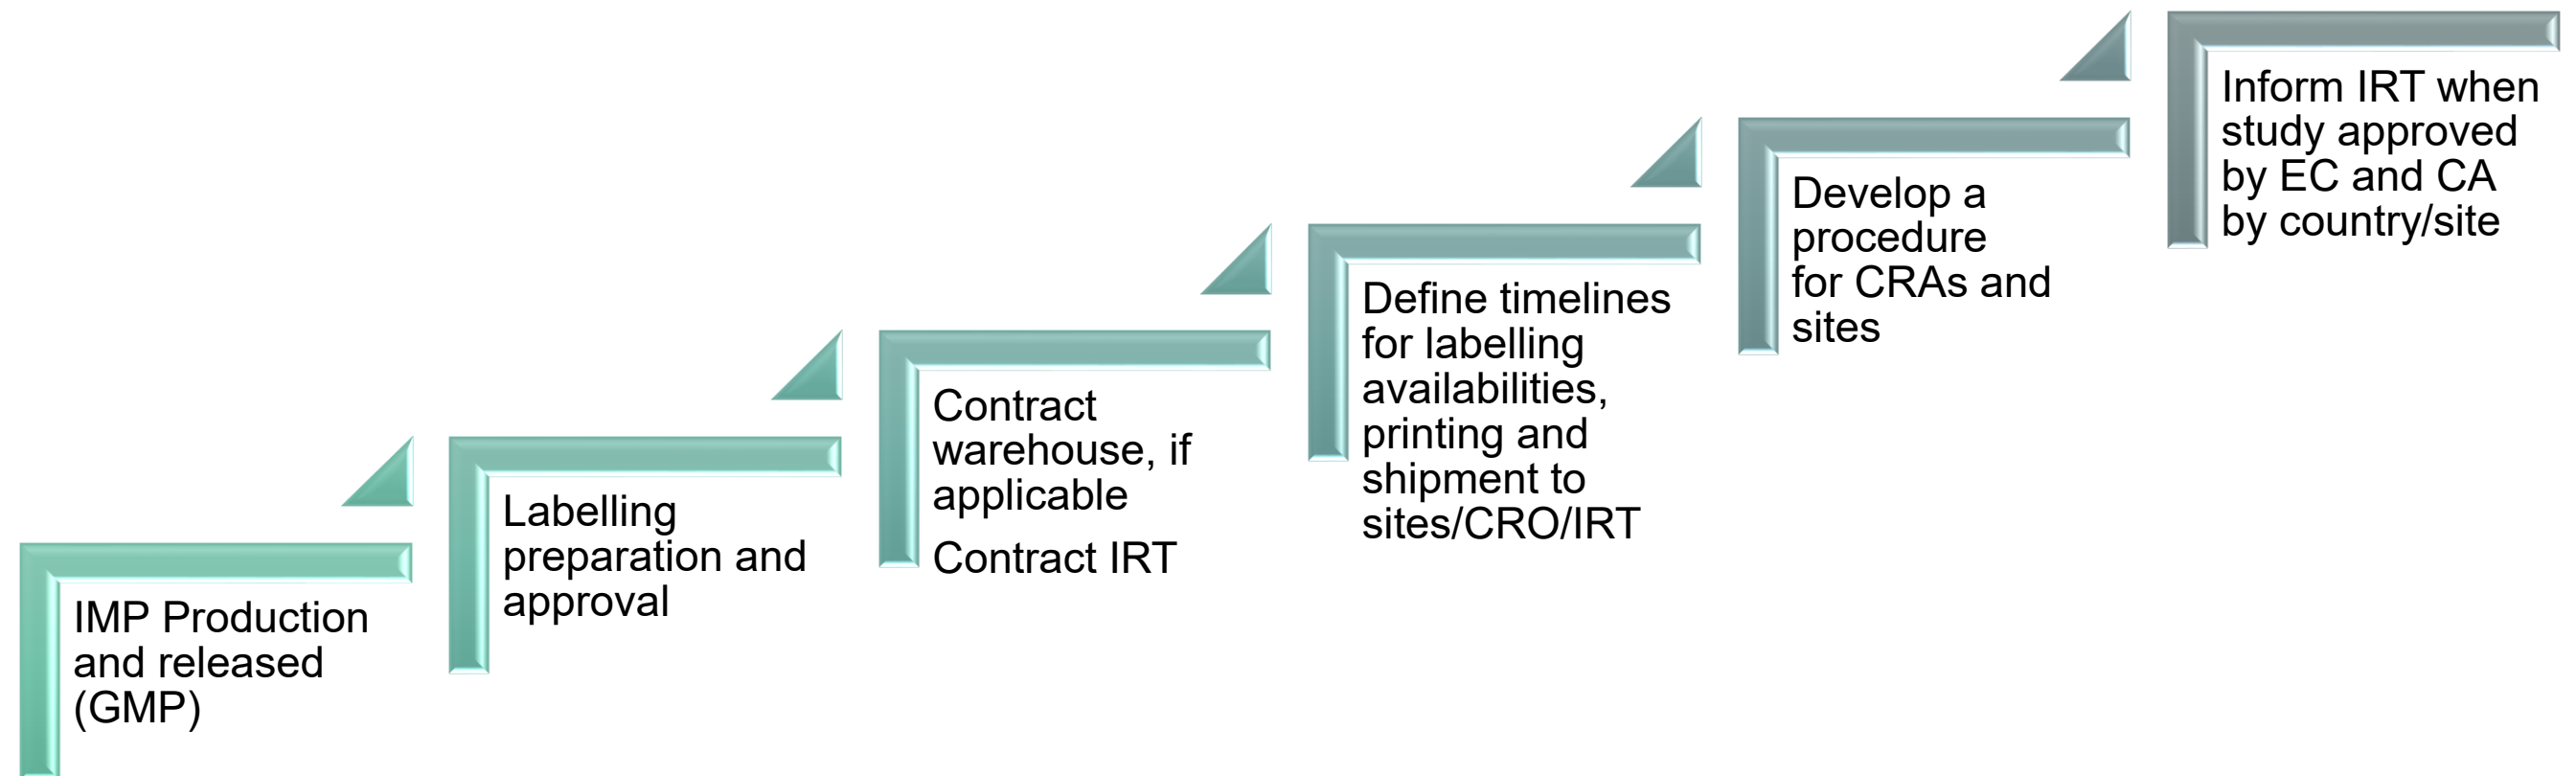 IMP Production
and released
(GMP)
Labelling
preparation and
approval
Contract
warehouse, if
applicable
Contract IRT
Define timelines
for labelling
availabilities,
printing and
shipment to
sites/CRO/IRT
Develop a
procedure
for CRAs and
sites
Inform IRT when
study approved
by EC and CA
by country/site